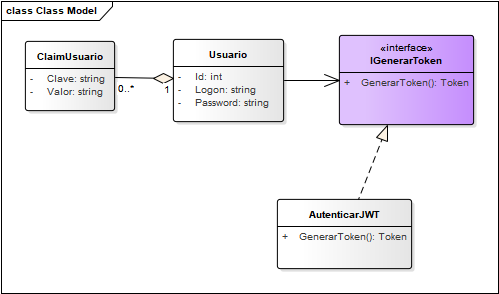 class Class Model
ClaimUsuario
- Clave: string
- Valor: string
0..*
1
Usuario
- Id: int
- Logon: string
- Password: string
«interface»
IGenerarToken
+ GenerarToken(): Token
AutenticarJWT
+ GenerarToken(): Token